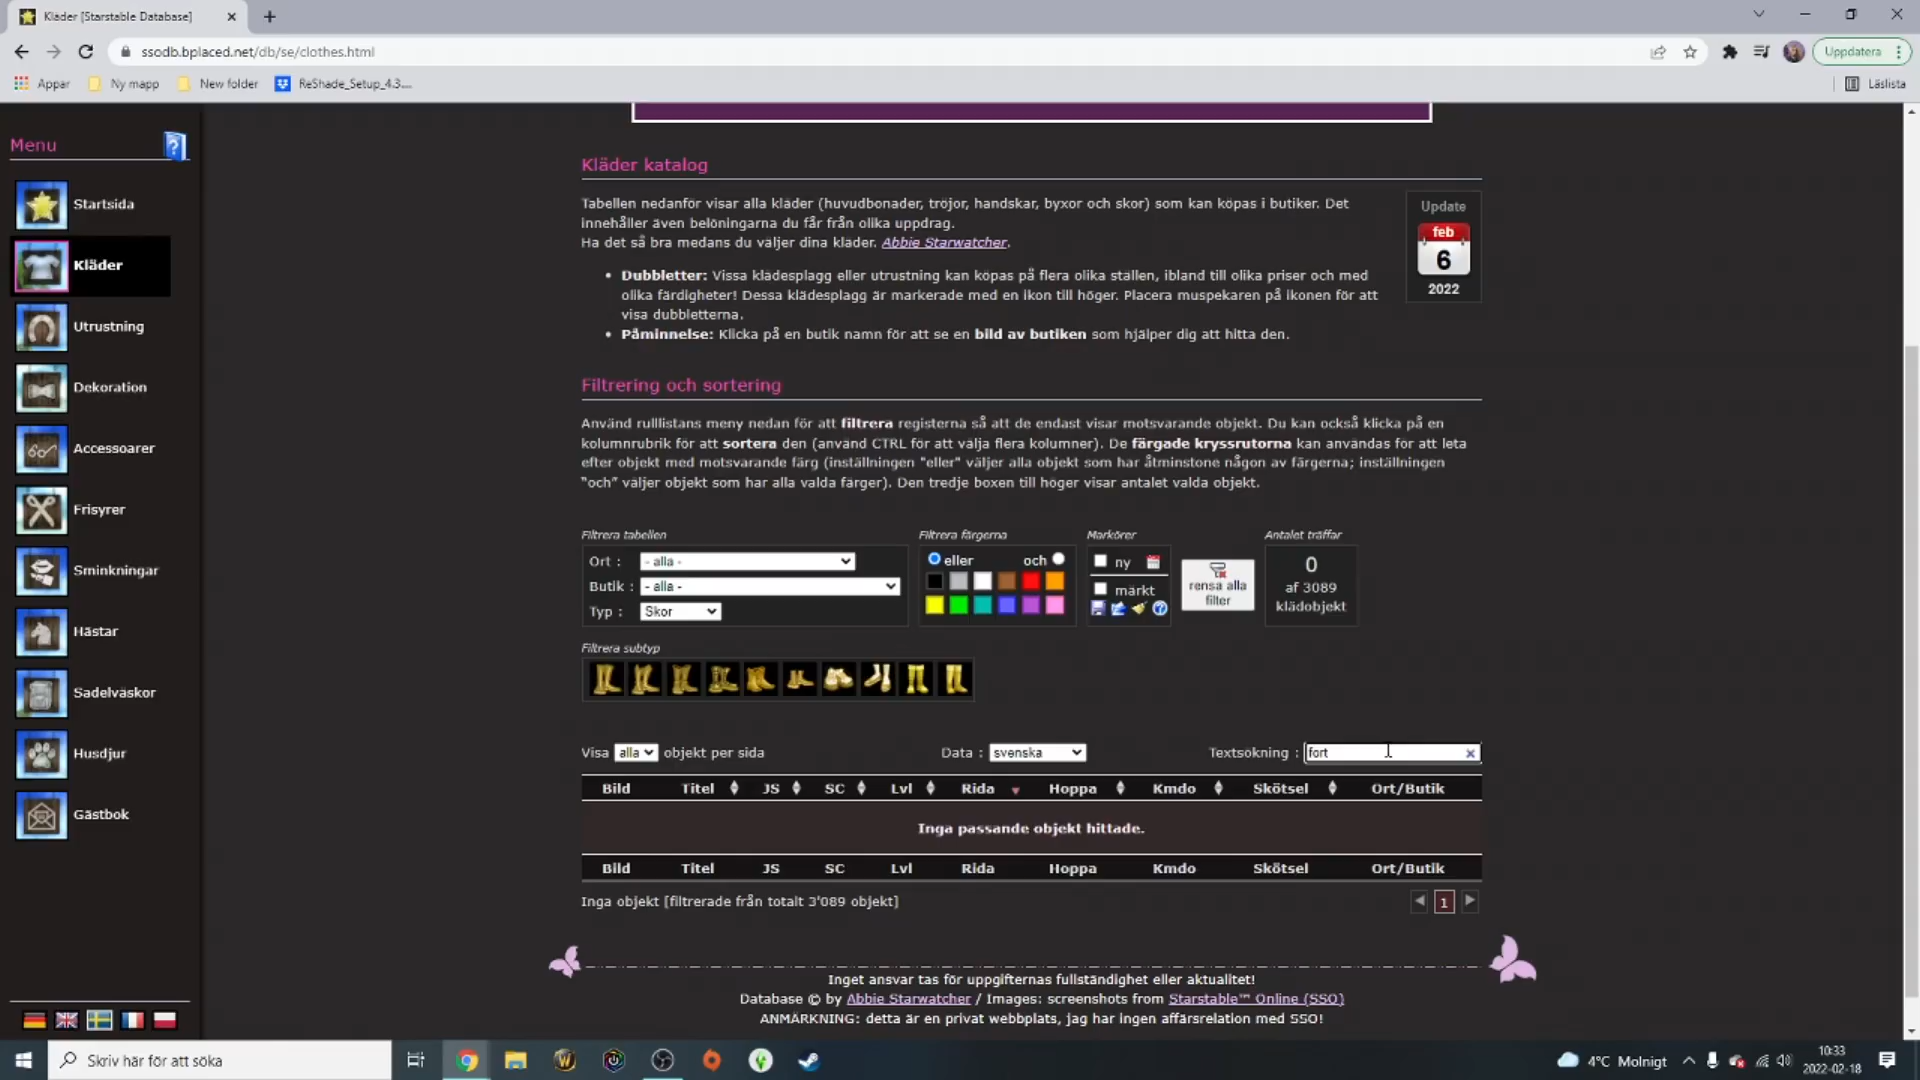 Kläder [Starstable Database]
ssodb.bplaced.net/db/se/clothes.html
Uppdatera
Appar
Ny mapp
New folder
ReShade_Setup_4.3....
Läslista
Menu
Startsida
Kläder
Utrustning
Dekoration
Accessoarer
Frisyrer
Sminkningar
Hästar
Sadelväskor
Husdjur
Gästbok
Kläder katalog
Tabellen nedanför visar alla kläder (huvudbonader, tröjor, handskar, byxor och skor) som kan köpas i butiker. Det
innehåller även belöningarna du får från olika uppdrag.
Ha det så bra medans du väljer dina kläder. Abbie Starwatcher.
Update
feb
6
2022
• Dubbletter: Vissa klädesplagg eller utrustning kan köpas på flera olika ställen, ibland till olika priser och med
olika färdigheter! Dessa klädesplagg är markerade med en ikon till höger. Placera muspekaren på ikonen för att
visa dubbletterna.
• Påminnelse: Klicka på en butik namn för att se en bild av butiken som hjälper dig att hitta den.
Filtrering och sortering
Använd rulllistans meny nedan för att filtrera registerna så att de endast visar motsvarande objekt. Du kan också klicka på en
kolumnrubrik för att sortera den (använd CTRL för att välja flera kolumner). De färgade kryssrutorna kan användas för att leta
efter objekt med motsvarande färg (inställningen "eller" väljer alla objekt som har åtminstone någon av färgerna; inställningen
"och" väljer objekt som har alla valda färger). Den tredje boxen till höger visar antalet valda objekt.
Filtrera tabellen
Ort : - alla -
Butik : - alla -
Typ : Skor
Filtrera färgerna
eller och
Markörer
ny
märkt
rensa alla
filter
Antalet träffar
0
af 3089
klädobjekt
Filtrera subtyp
Visa alla objekt per sida
Data : svenska
Textsökning : fort
Bild Titel JS SC Lvl Rida Hoppa Kmdo Skötsel Ort/Butik
Inga passande objekt hittade.
Bild Titel JS SC Lvl Rida Hoppa Kmdo Skötsel Ort/Butik
Inga objekt [filtrerade från totalt 3'089 objekt]
1
Inget ansvar tas för uppgifternas fullständighet eller aktualitet!
Database © by Abbie Starwatcher / Images: screenshots from Starstable™ Online (SSO)
ANMÄRKNING: detta är en privat webbplats, jag har ingen affärsrelation med SSO!
Skriv här för att söka
4°C Molnigt
10:33
2022-02-18